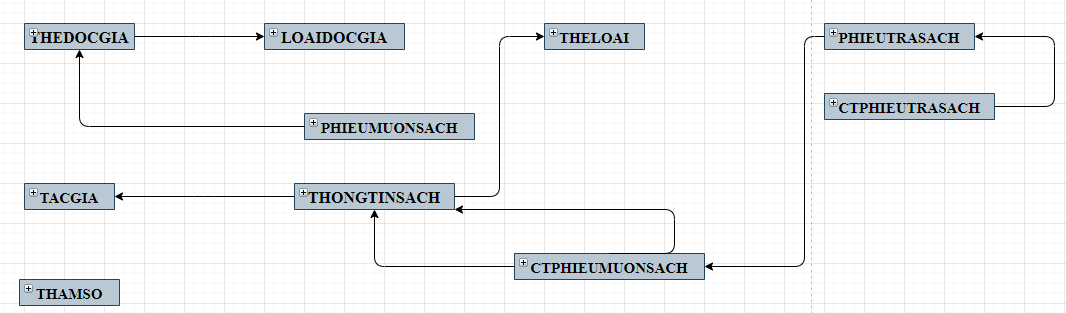 THEDOCGIA
LOAIDOCGIA
THELOAI
PHIEUTRASACH
CTPHIEUTRASACH
PHIEUMUONSACH
TACGIA
THONGTINSACH
CTPHIEUMUONSACH
THAMSO